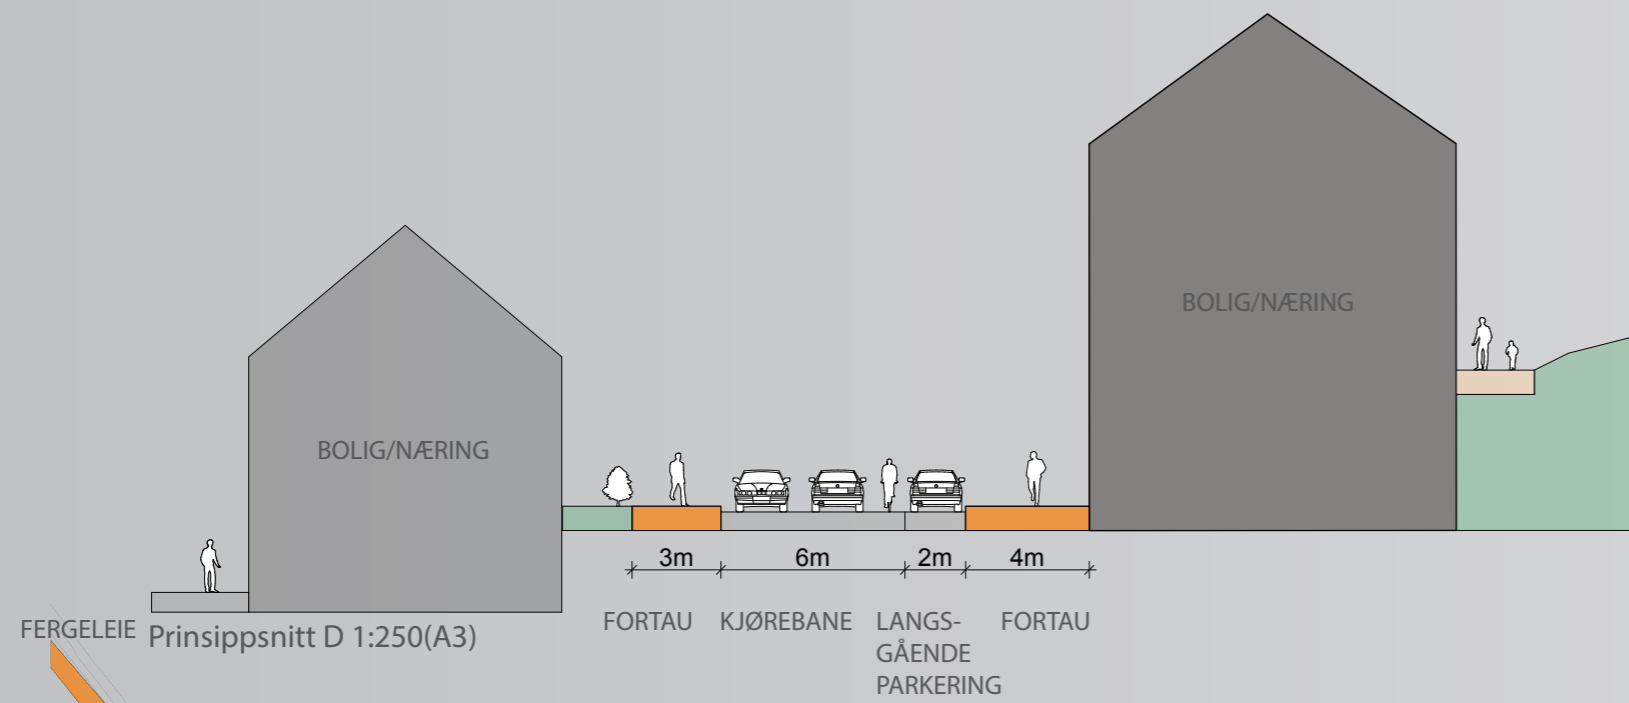 BOLIG/NÆRING
BOLIG/NÆRING
3m
6m
2m
4m
FORTAU
KJØREBANE
LANGS-
GÅENDE
PARKERING
FORTAU
FERGELEIE
Prinsippsnitt D 1:250(A3)